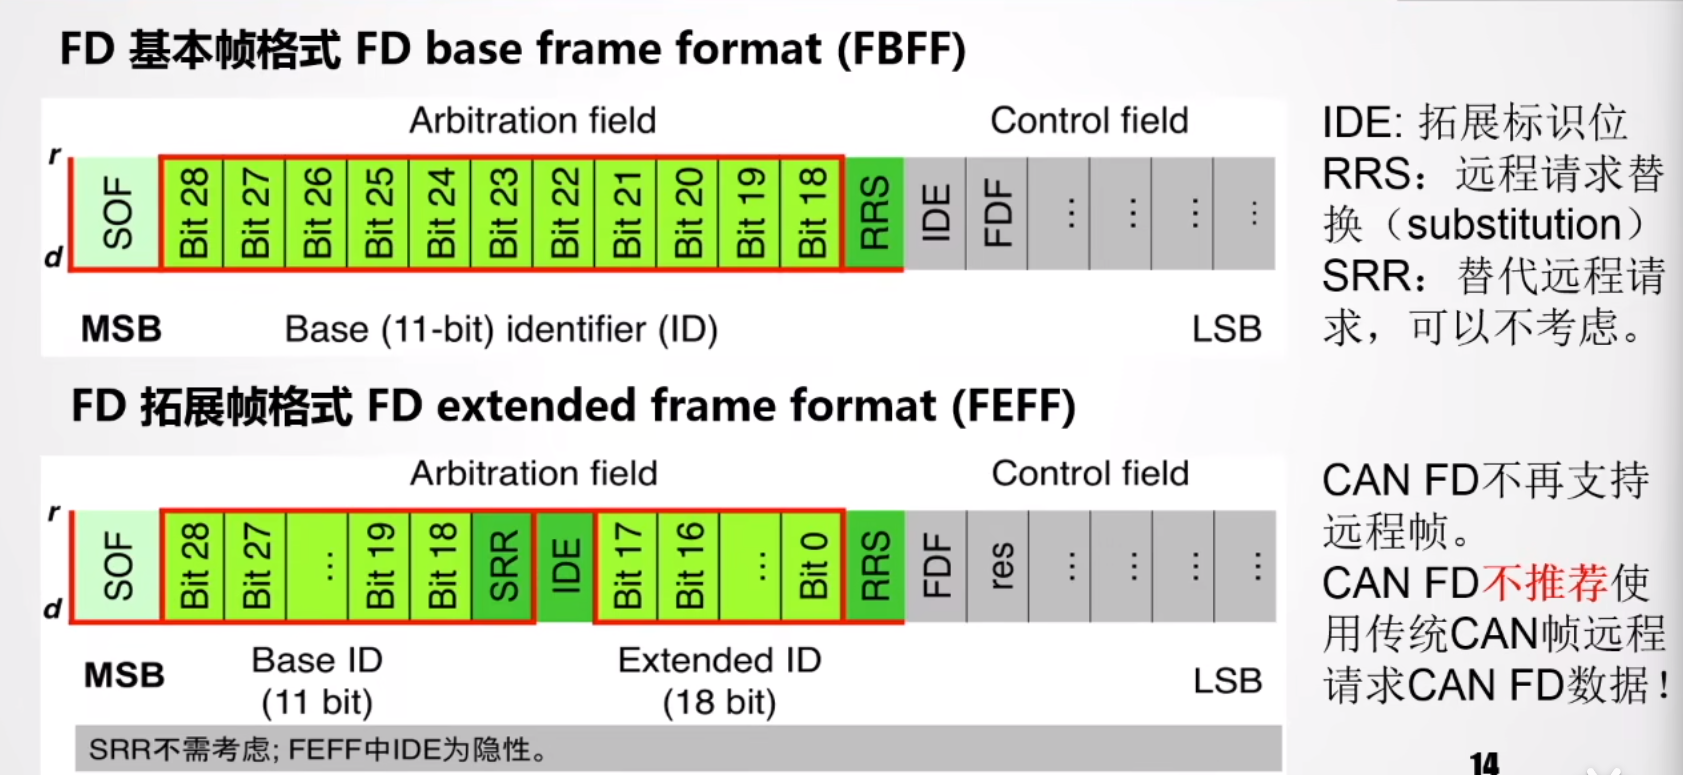 FD 基本帧格式 FD base frame format (FBFF)
Arbitration field
Control field
r
d
SOF
Bit 28
Bit 27
Bit 26
Bit 25
Bit 24
Bit 23
Bit 22
Bit 21
Bit 20
Bit 19
Bit 18
RRS
IDE
FDF
...
...
...
...
MSB
Base (11-bit) identifier (ID)
LSB
IDE: 拓展标识位
RRS：远程请求替
换（substitution）
SRR：替代远程请
求，可以不考虑。
FD 拓展帧格式 FD extended frame format (FEFF)
Arbitration field
Control field
r
d
SOF
Bit 28
Bit 27
...
Bit 19
Bit 18
SRR
IDE
Bit 17
Bit 16
...
Bit 0
RRS
FDF
res
...
...
...
...
MSB
Base ID
(11 bit)
Extended ID
(18 bit)
LSB
SRR不需考虑; FEFF中IDE为隐性。
CAN FD不再支持
远程帧。
CAN FD不推荐使
用传统CAN帧远程
请求CAN FD数据！
14